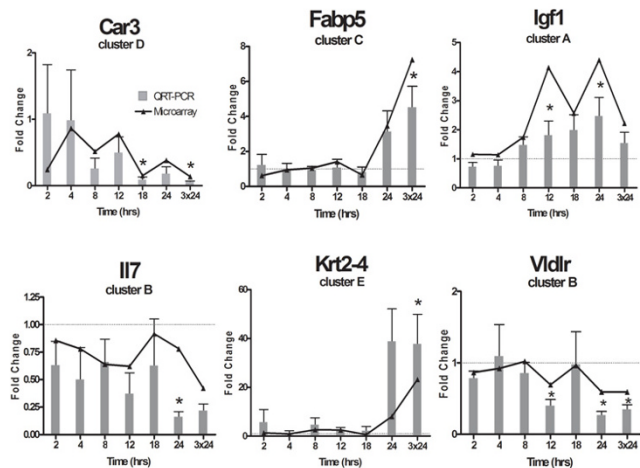 Car3
cluster D
Fold Change
2
1
0
QRT-PCR
Microarray
*
*
2 4 8 12 18 24 3x24
Time (hrs)
Fabp5
cluster C
Fold Change
8
6
4
2
0
*
2 4 8 12 18 24 3x24
Time (hrs)
Igf1
cluster A
Fold Change
5
4
3
2
1
0
*
*
2 4 8 12 18 24 3x24
Time (hrs)
Il7
cluster B
Fold Change
1.25
1.00
0.75
0.50
0.25
0.00
*
2 4 8 12 18 24 3x24
Time (hrs)
Krt2-4
cluster E
Fold Change
60
40
20
0
*
2 4 8 12 18 24 3x24
Time (hrs)
Vldlr
cluster B
Fold Change
2
1
0
*
*
*
2 4 8 12 18 24 3x24
Time (hrs)